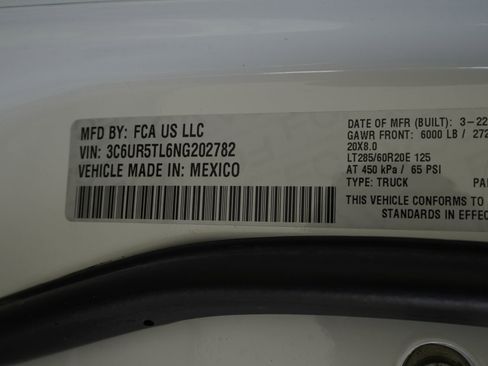 MFD BY: FCA US LLC
VIN: 3C6UR5TL6NG202782
VEHICLE MADE IN: MEXICO
DATE OF MFR (BUILT): 3-22
GAWR FRONT: 6000 LB / 272
20X8.0
LT285/60R20E 125
AT 450 kPa / 65 PSI
TYPE: TRUCK PA
THIS VEHICLE CONFORMS TO
STANDARDS IN EFFEC